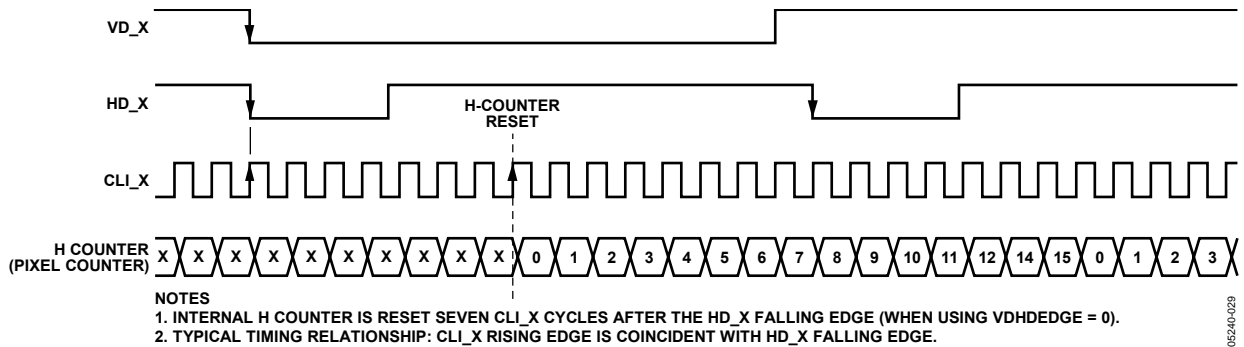 VD_X
HD_X
H-COUNTER
RESET
CLI_X
H COUNTER
(PIXEL COUNTER)
X X X X X X X X X X 0 1 2 3 4 5 6 7 8 9 10 11 12 14 15 0 1 2 3
NOTES
1. INTERNAL H COUNTER IS RESET SEVEN CLI_X CYCLES AFTER THE HD_X FALLING EDGE (WHEN USING VDHDEDGE = 0).
2. TYPICAL TIMING RELATIONSHIP: CLI_X RISING EDGE IS COINCIDENT WITH HD_X FALLING EDGE.
05240-029